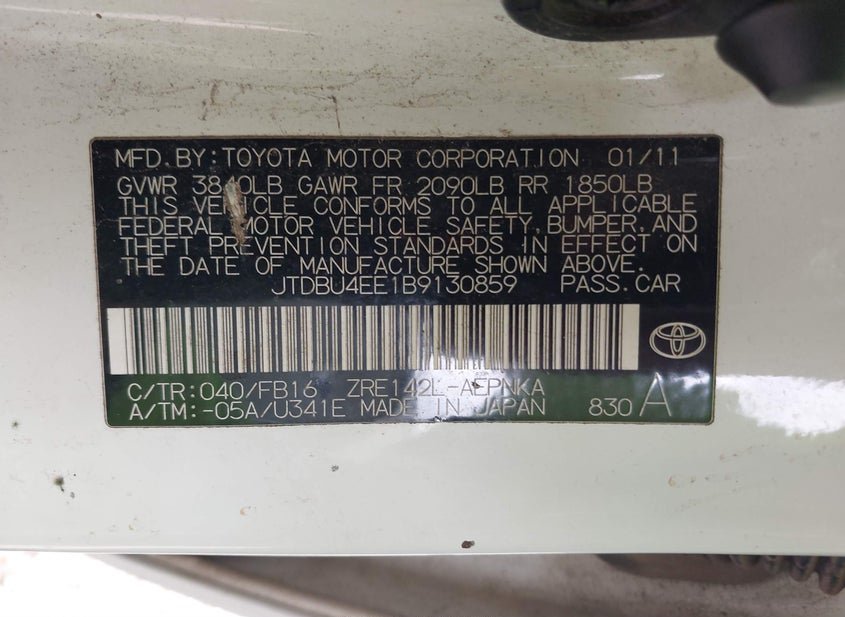 MFD.BY:TOYOTA MOTOR CORPORATION 01/11
GVWR 3840LB GAWR FR 2090LB RR 1850LB
THIS VEHICLE CONFORMS TO ALL APPLICABLE
FEDERAL MOTOR VEHICLE SAFETY,BUMPER,AND
THEFT PREVENTION STANDARDS IN EFFECT ON
THE DATE OF MANUFACTURE SHOWN ABOVE.
JTDBU4EE1B9130859 PASS.CAR
C/TR:040/FB16 ZRE142L-AEPNKA
A/TM:-05A/U341E MADE IN JAPAN 830 A